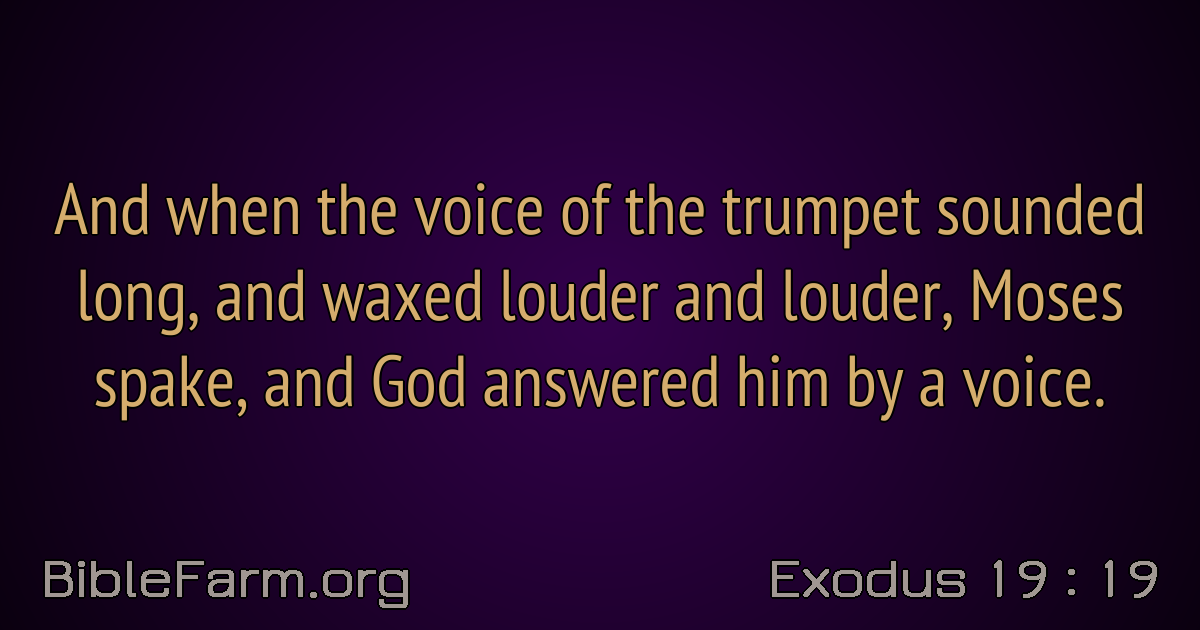 And when the voice of the trumpet sounded
long, and waxed louder and louder, Moses
spake, and God answered him by a voice.
BibleFarm.org
Exodus 19 : 19